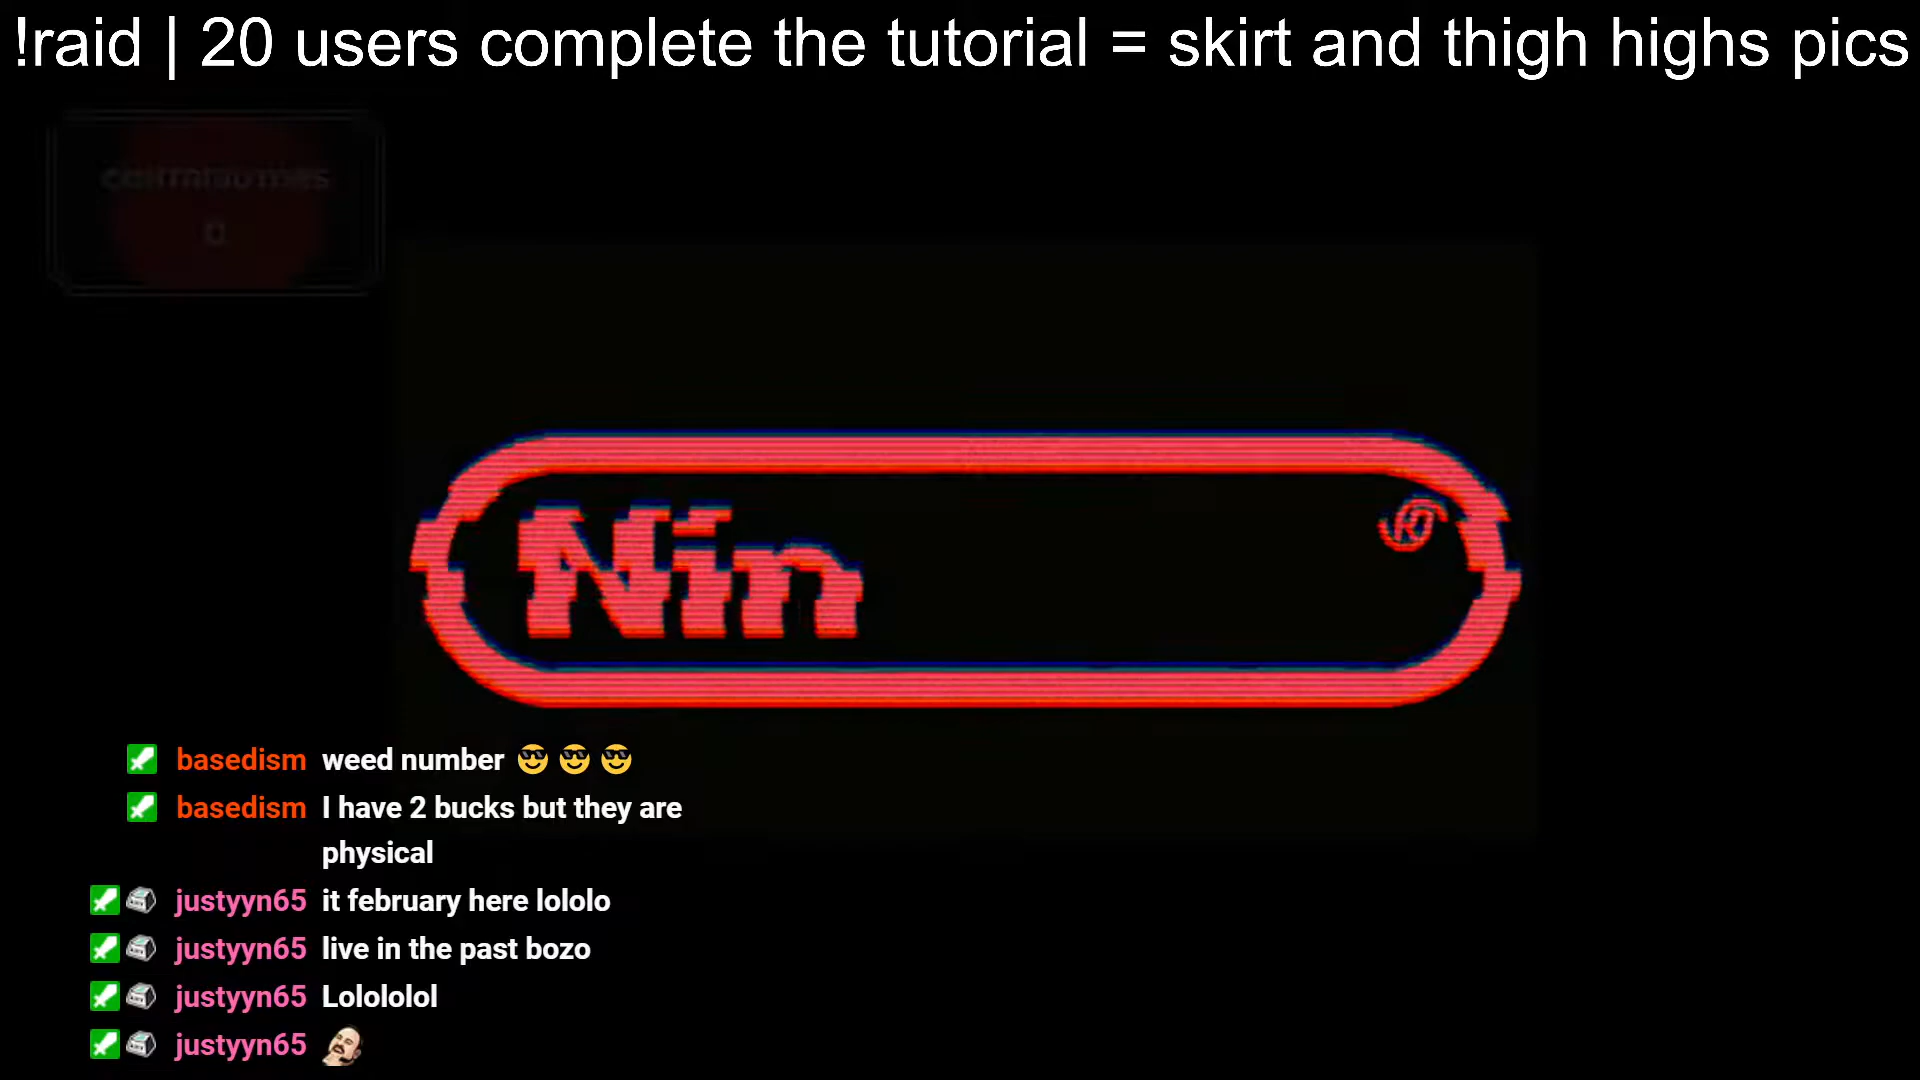 !raid | 20 users complete the tutorial = skirt and thigh highs pics
Nin
basedism weed number 😎 😎 😎
basedism I have 2 bucks but they are
physical
justyyn65 it february here lololo
justyyn65 live in the past bozo
justyyn65 Lolololol
justyyn65